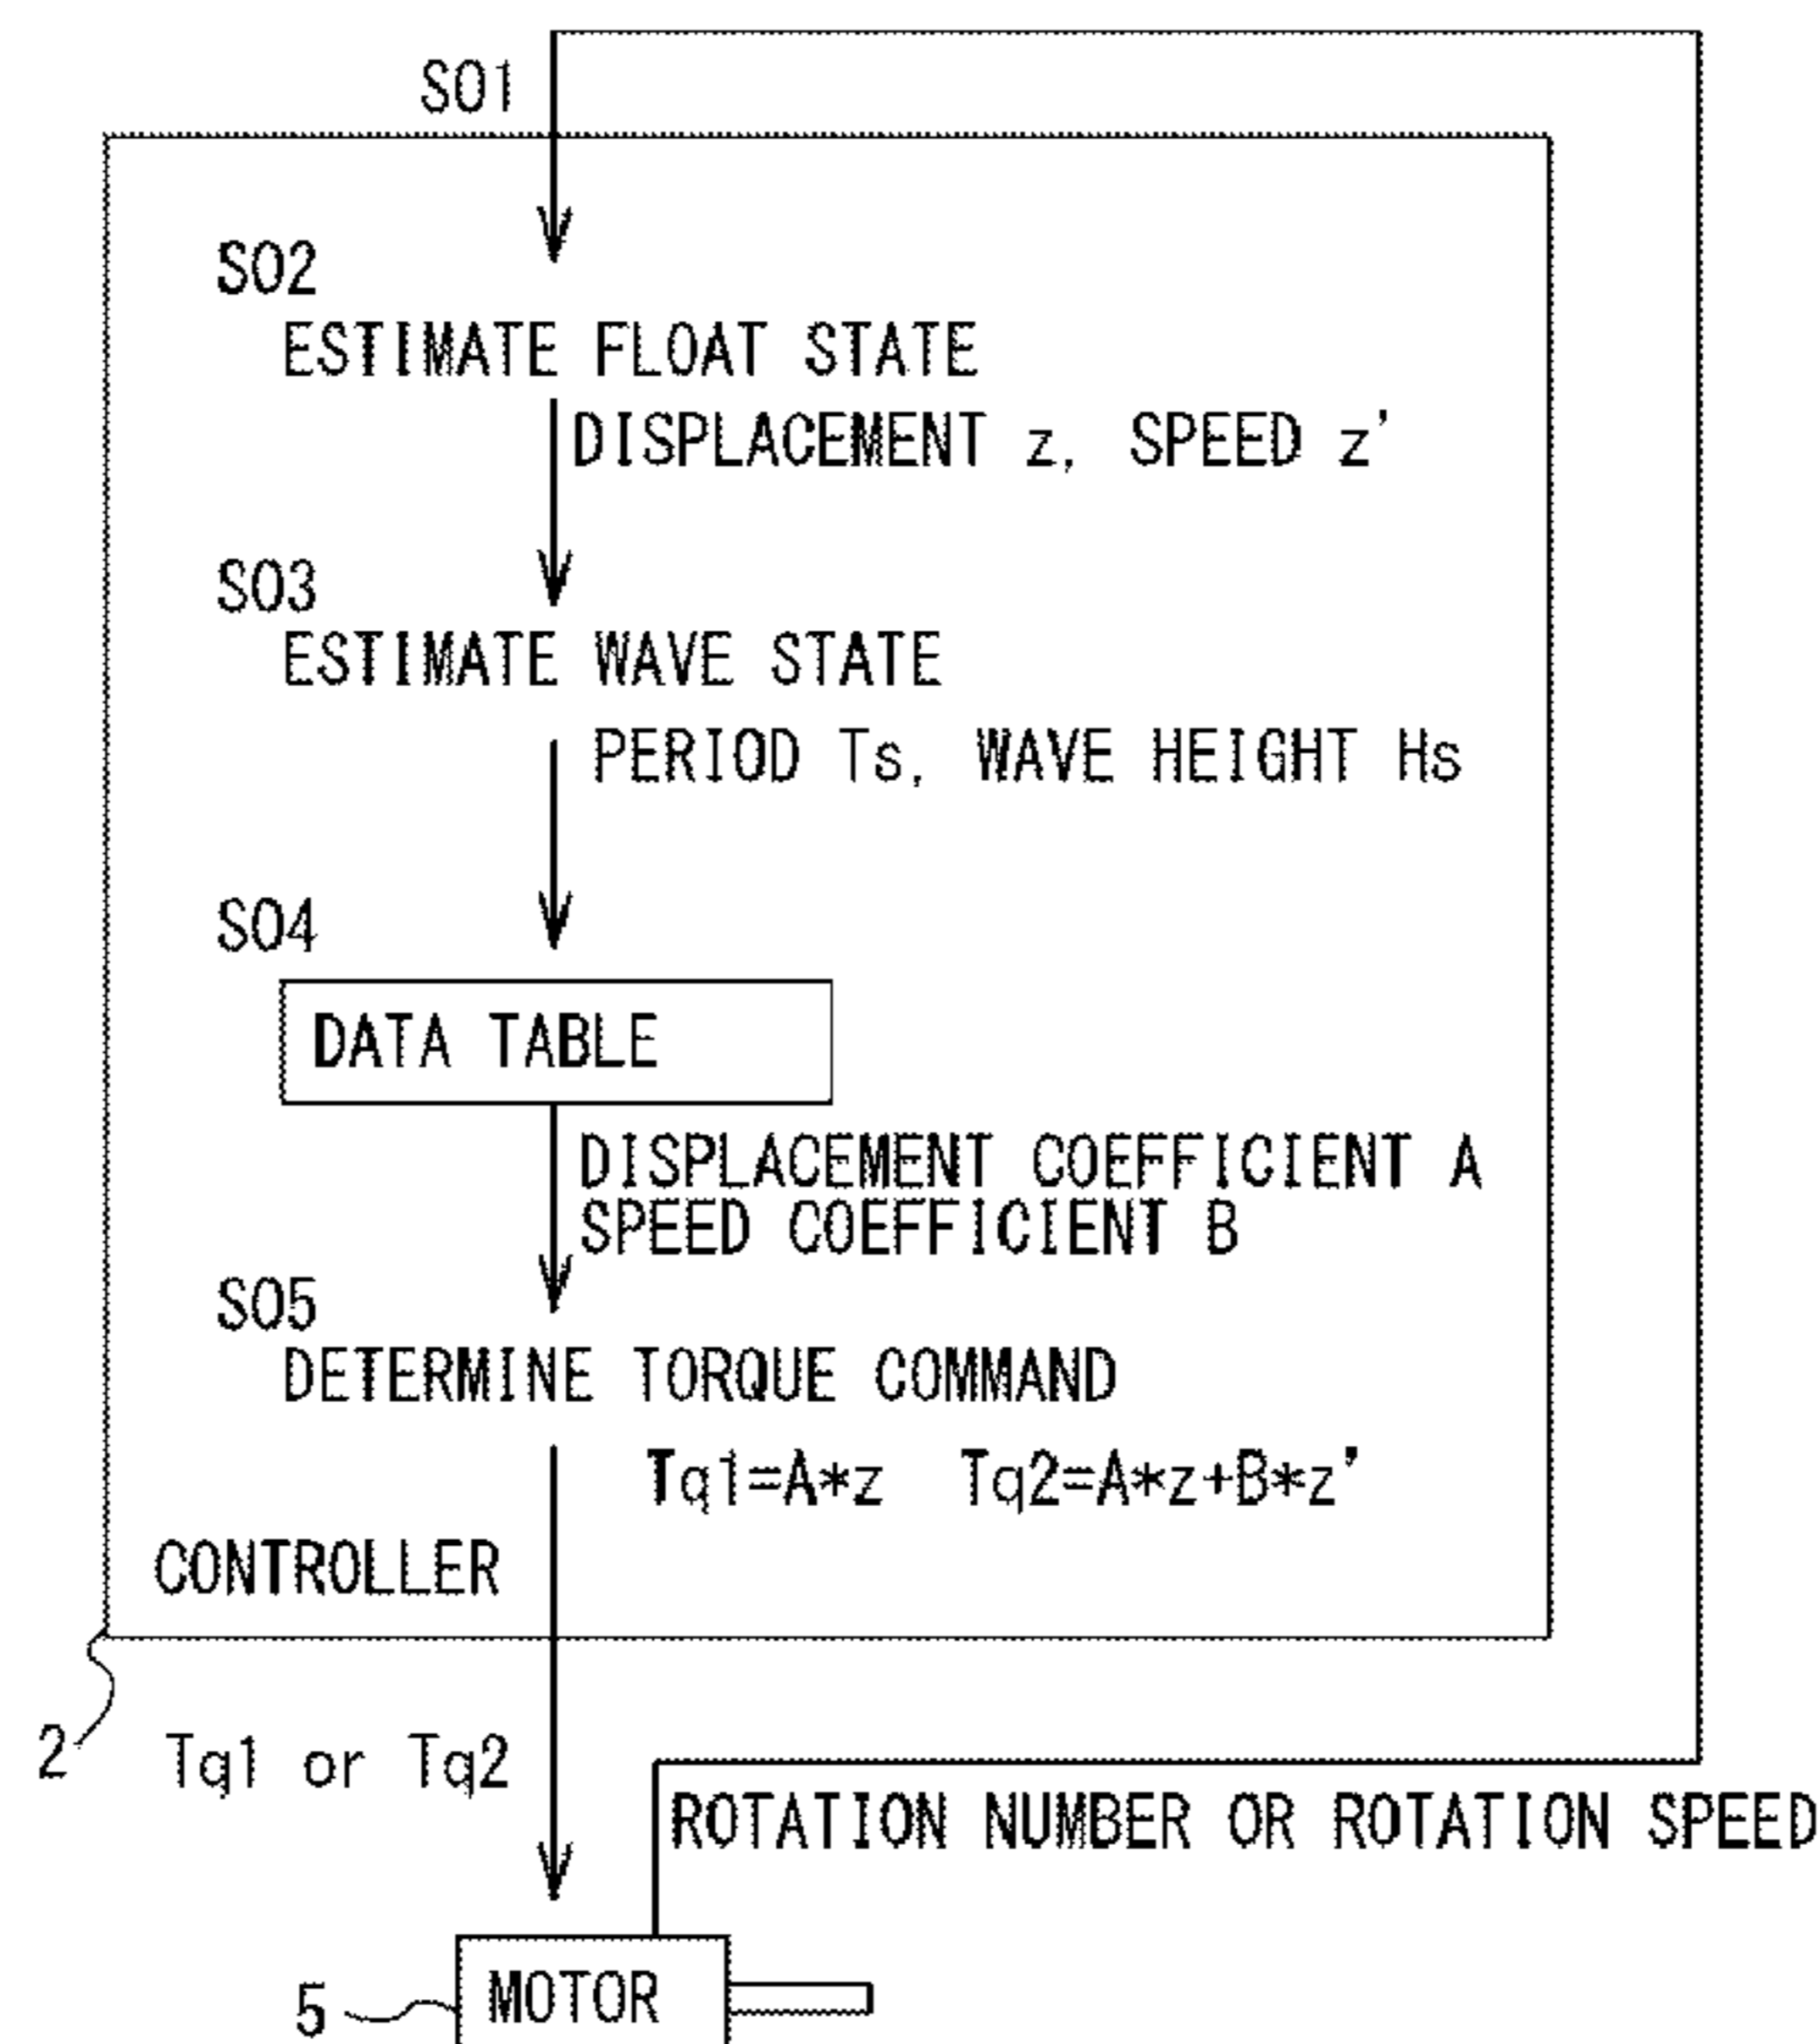 S01
S02
ESTIMATE FLOAT STATE
DISPLACEMENT z, SPEED z'
S03
ESTIMATE WAVE STATE
PERIOD Ts, WAVE HEIGHT Hs
S04
DATA TABLE
DISPLACEMENT COEFFICIENT A
SPEED COEFFICIENT B
S05
DETERMINE TORQUE COMMAND
Tq1=A*z Tq2=A*z+B*z'
CONTROLLER
2
Tq1 or Tq2
ROTATION NUMBER OR ROTATION SPEED
5
MOTOR